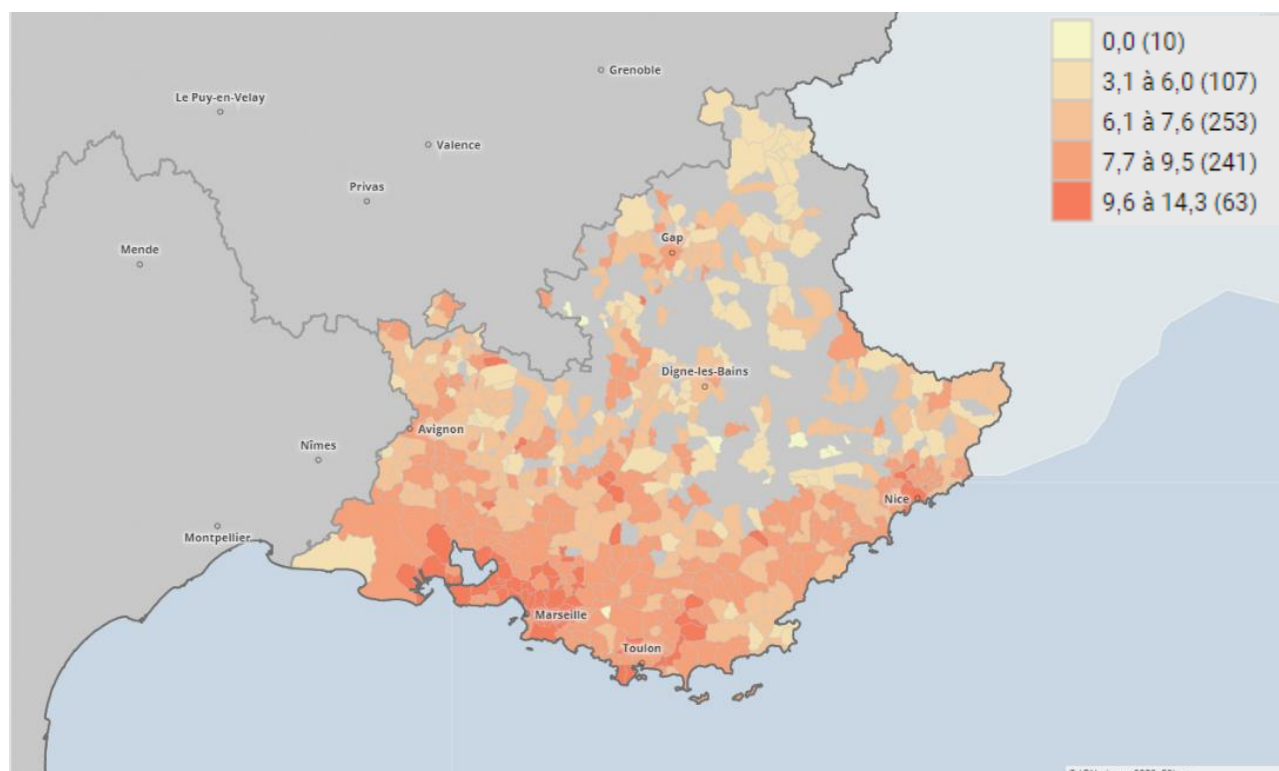 0,0 (10)
3,1 à 6,0 (107)
6,1 à 7,6 (253)
7,7 à 9,5 (241)
9,6 à 14,3 (63)
Grenoble
Le Puy-en-Velay
Valence
Privas
Gap
Mende
Digne-les-Bains
Avignon
Nîmes
Nice
Montpellier
Marseille
Toulon